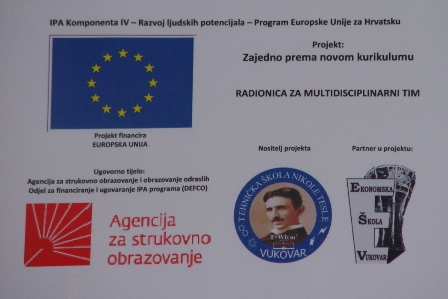 IPA Komponenta IV – Razvoj ljudskih potencijala – Program Europske Unije za Hrvatsku
Projekt:
Zajedno prema novom kurikulumu
RADIONICA ZA MULTIDISCIPLINARNI TIM
Projekt financira
EUROPSKA UNIJA
Ugovorno tijelo:
Agencija za strukovno obrazovanje i obrazovanje odraslih
Odjel za financiranje i ugovaranje IPA programa (DEFCO)
Agencija
za strukovno
obrazovanje
Nositelj projekta
TEHNIČKA ŠKOLA NIKOLE TESLE
VUKOVAR
Partner u projektu:
EKONOMSKA
ŠKOLA
VUKOVAR